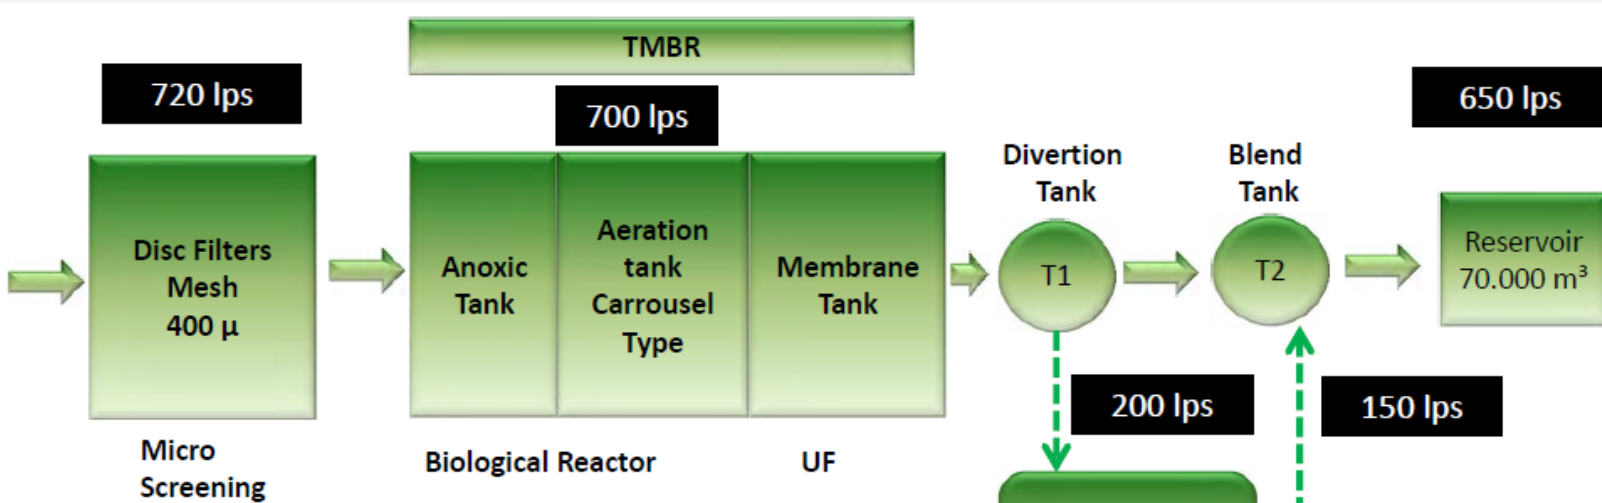 TMBR
720 lps
700 lps
650 lps
Divertion
Tank
Blend
Tank
Disc Filters
Mesh
400 μ
Anoxic
Tank
Aeration
tank
Carrousel
Type
Membrane
Tank
T1
T2
Reservoir
70.000 m³
200 lps
150 lps
Micro
Screening
Biological Reactor
UF